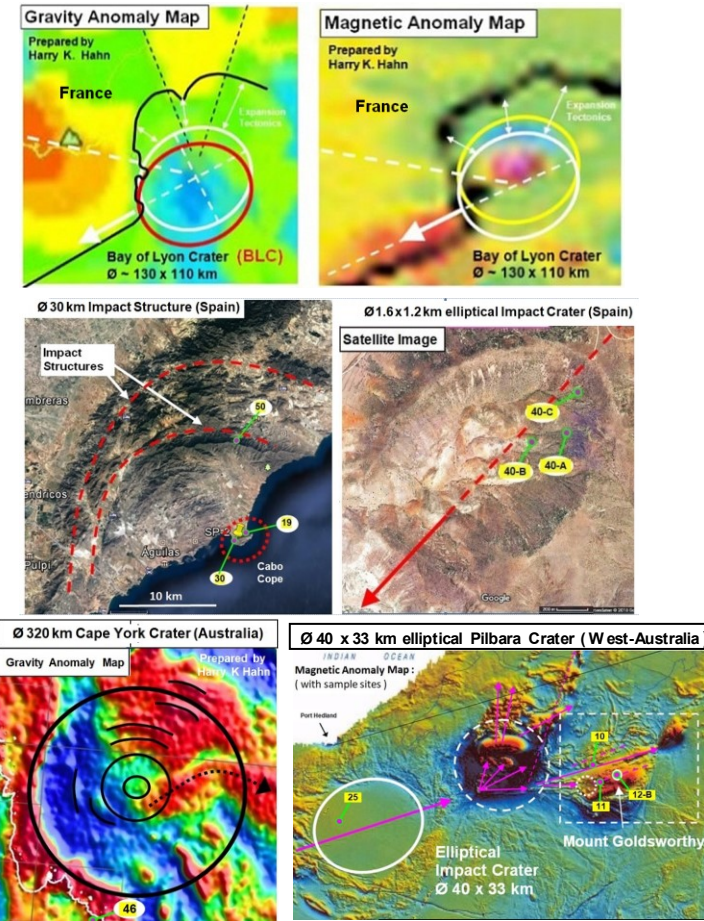 Gravity Anomaly Map
Prepared by
Harry K. Hahn
France
Expansion
Tectonics
Bay of Lyon Crater (BLC)
Ø ~ 130 x 110 km
Magnetic Anomaly Map
Prepared by
Harry K. Hahn
France
Expansion
Tectonics
Bay of Lyon Crater
Ø ~ 130 x 110 km
Ø 30 km Impact Structure (Spain)
Impact
Structures
mbreras
50
endricos
SP-2
19
Aguilas
Pulpi
30
Cabo
Cope
10 km
Ø 1.6 x 1.2 km elliptical Impact Crater (Spain)
Satellite Image
40-C
40-B
40-A
Google
Ø 320 km Cape York Crater (Australia)
Gravity Anomaly Map
Prepared by
Harry K Hahn
46
Ø 40 x 33 km elliptical Pilbara Crater ( West-Australia )
INDIAN OCEAN
Magnetic Anomaly Map :
( with sample sites )
Port Hedland
10
25
11
12-B
Mount Goldsworthy
Elliptical
Impact Crater
Ø 40 x 33 km